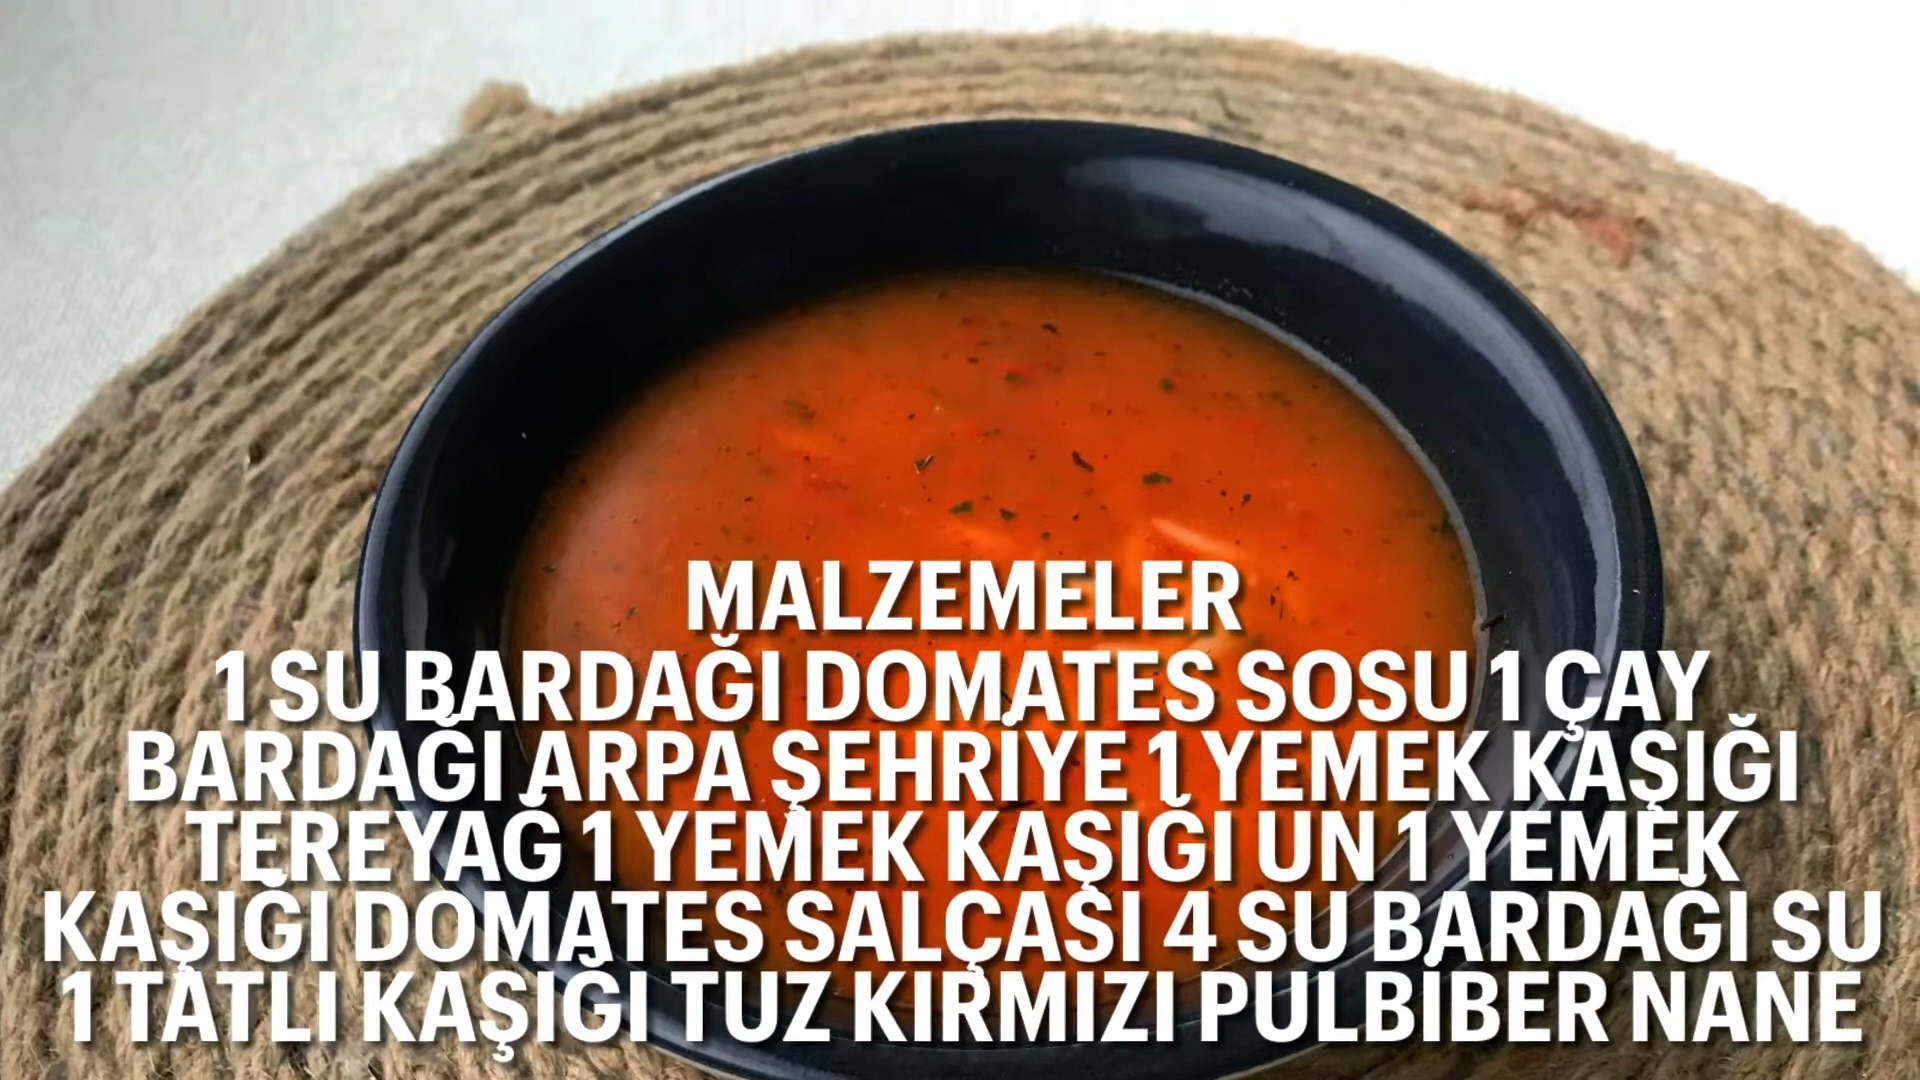 MALZEMELER
1 SU BARDAĞI DOMATES SOSU 1 ÇAY
BARDAĞI ARPA ŞEHRİYE 1 YEMEK KAŞIĞI
TEREYAĞ 1 YEMEK KAŞIĞI UN 1 YEMEK
KAŞIĞI DOMATES SALÇASI 4 SU BARDAĞI SU
1 TATLI KAŞIĞI TUZ KIRMIZI PULBİBER NANE